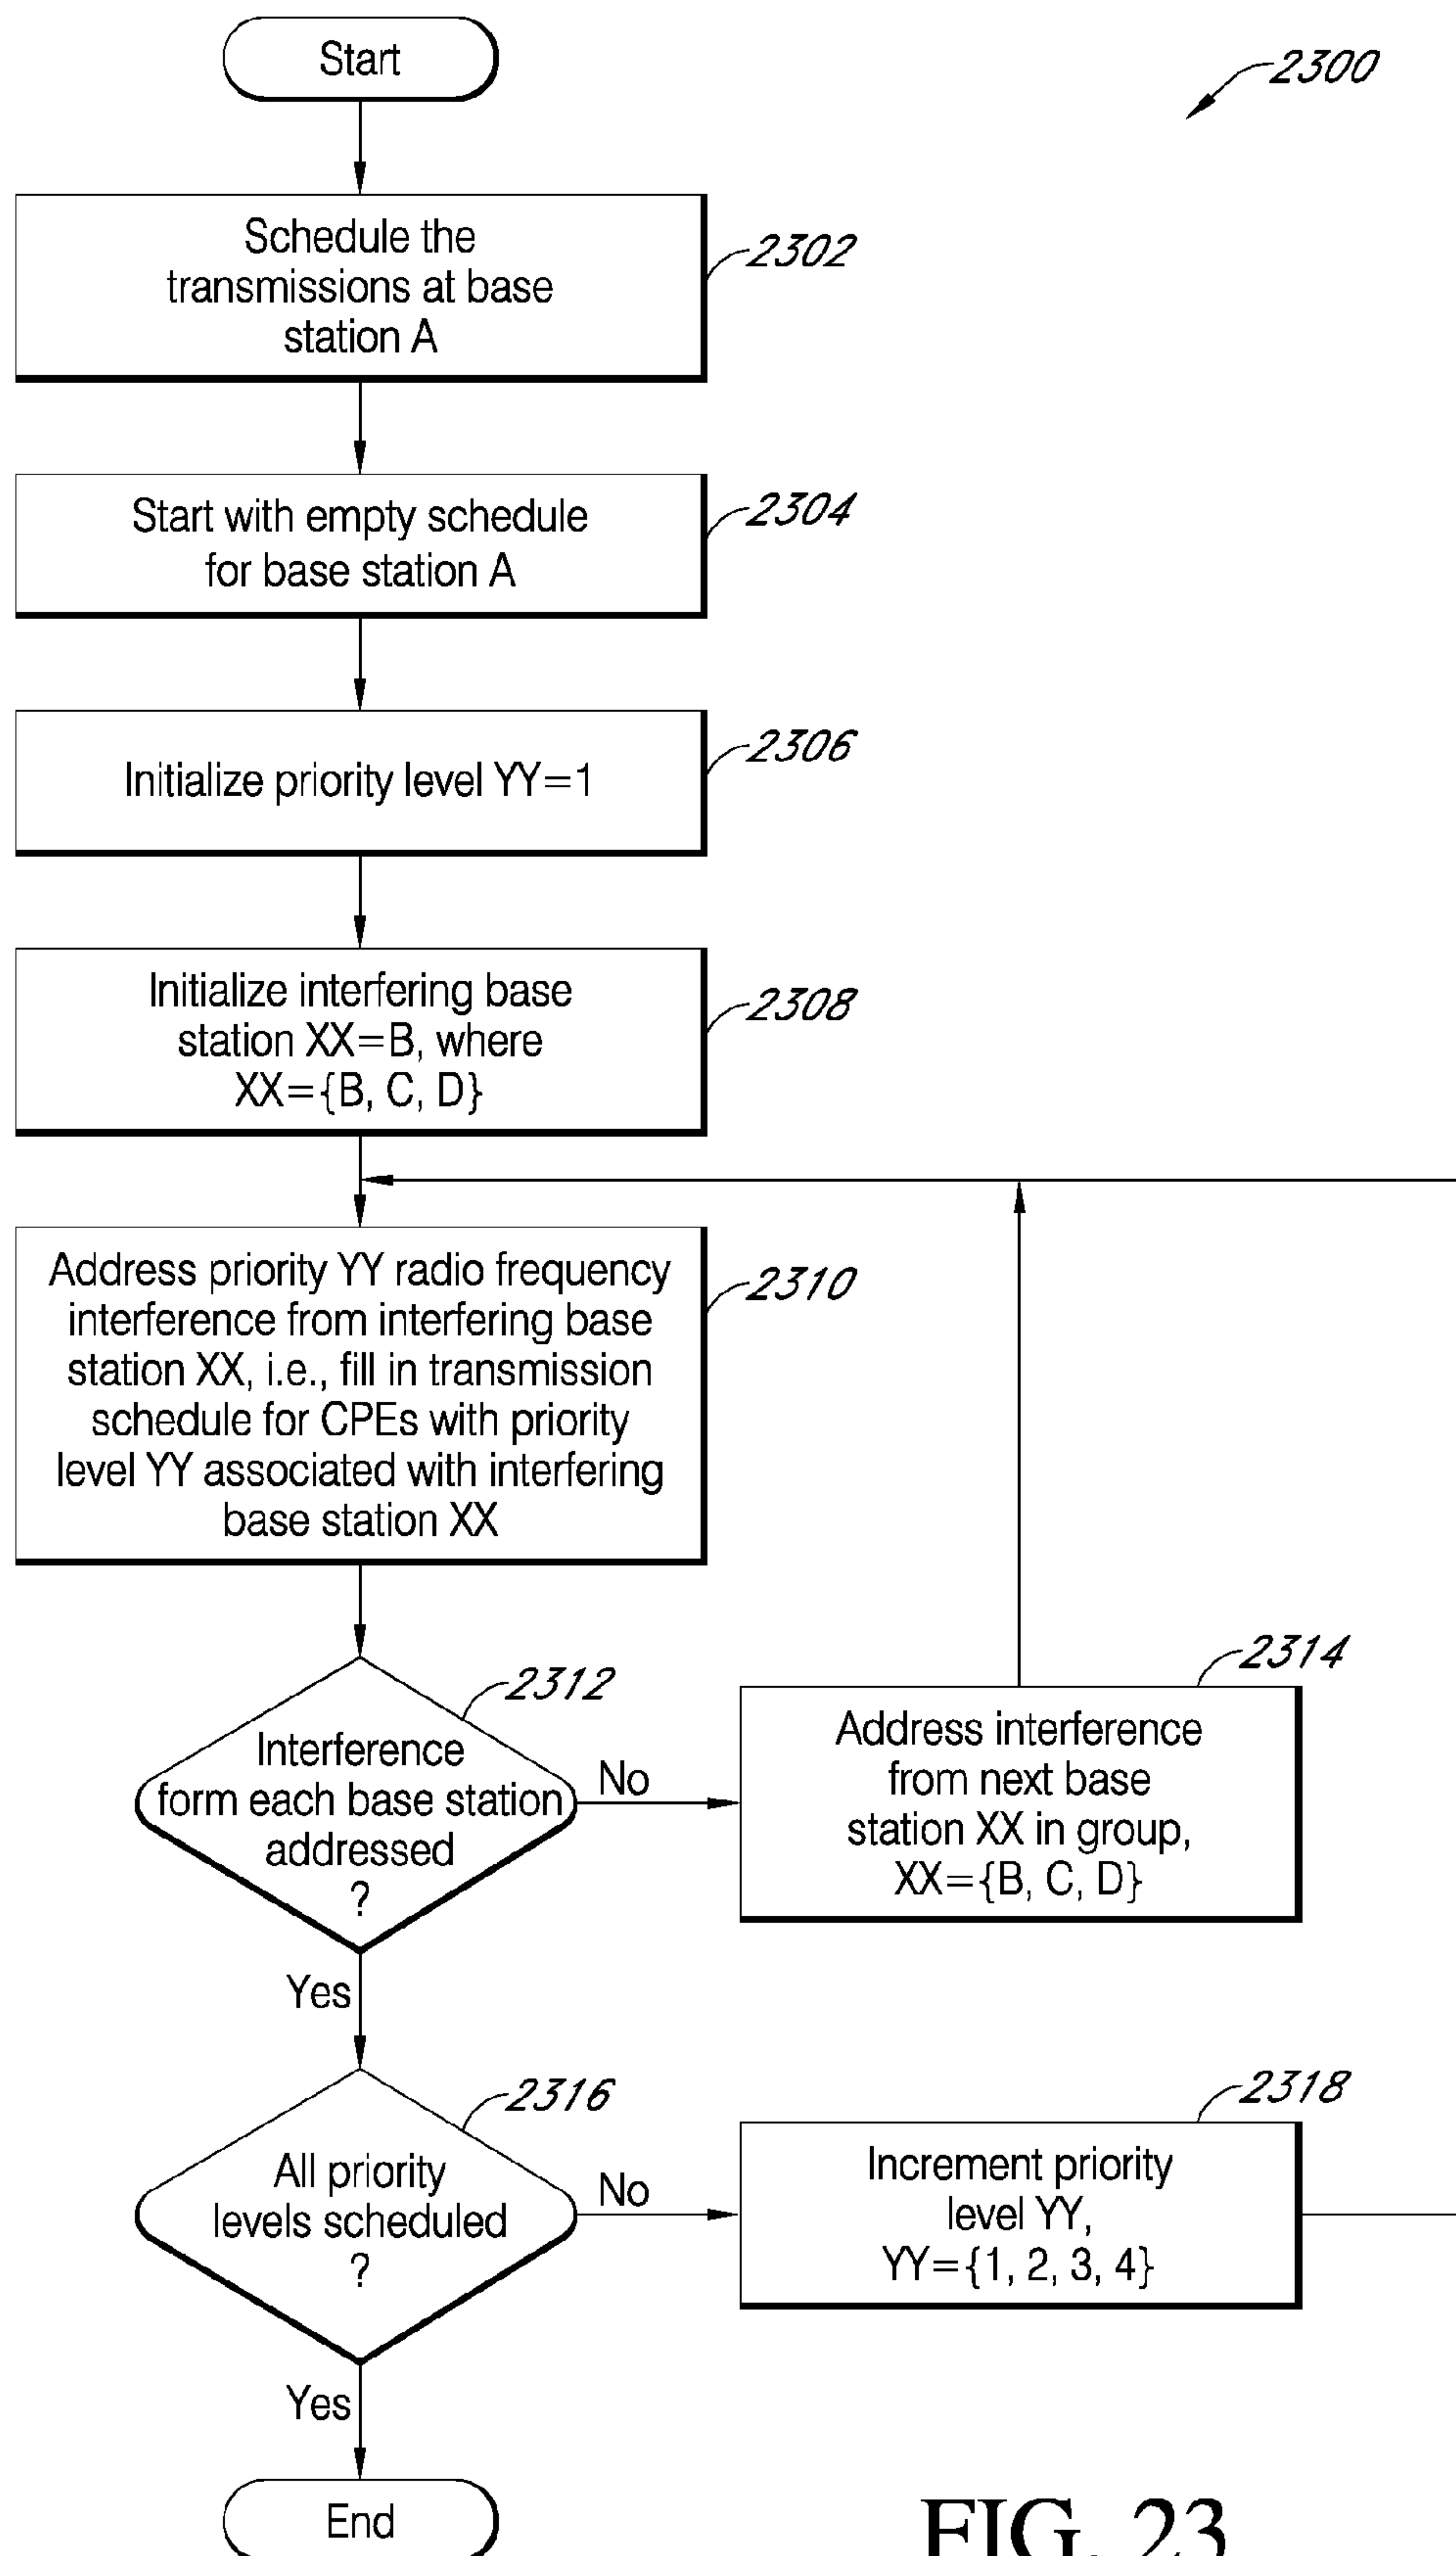 Start
2300
Schedule the
transmissions at base
station A
2302
Start with empty schedule
for base station A
2304
Initialize priority level YY=1
2306
Initialize interfering base
station XX=B, where
XX={B, C, D}
2308
Address priority YY radio frequency
interference from interfering base
station XX, i.e., fill in transmission
schedule for CPEs with priority
level YY associated with interfering
base station XX
2310
2312
Interference
form each base station
addressed
?
No
2314
Address interference
from next base
station XX in group,
XX={B, C, D}
Yes
2316
All priority
levels scheduled
?
No
2318
Increment priority
level YY,
YY={1, 2, 3, 4}
Yes
End
FIG. 23